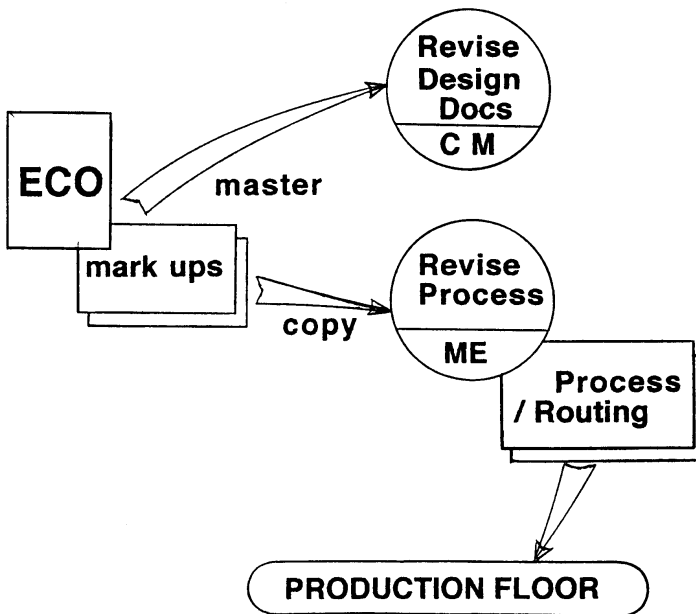 Revise
Design
Docs
C M
ECO
master
mark ups
Revise
Process
copy
ME
Process
/ Routing
PRODUCTION FLOOR